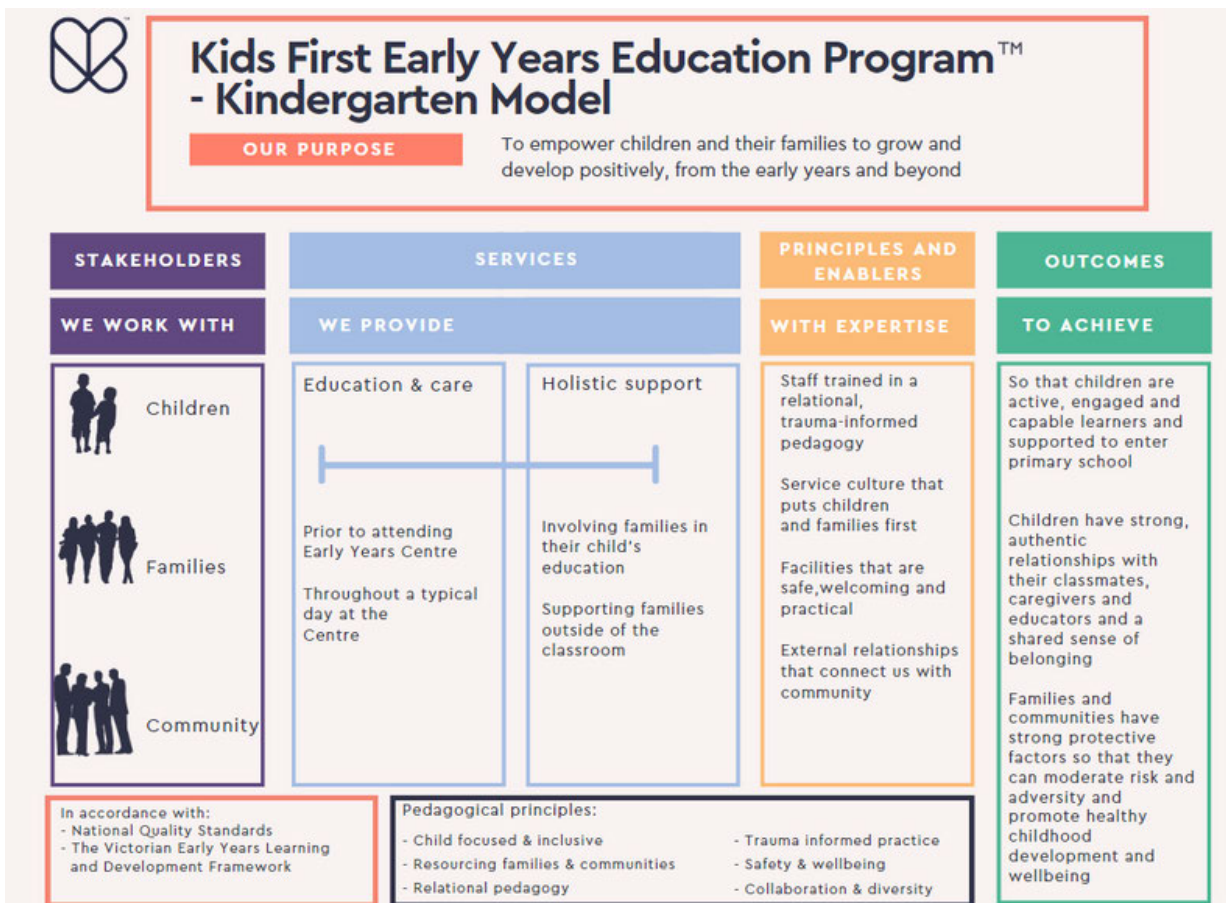 Kids First Early Years Education Program™
- Kindergarten Model
OUR PURPOSE
To empower children and their families to grow and
develop positively, from the early years and beyond
STAKEHOLDERS
WE WORK WITH
Children
Families
Community
SERVICES
WE PROVIDE
Education & care
Prior to attending
Early Years Centre
Throughout a typical
day at the
Centre
Holistic support
Involving families in
their child's
education
Supporting families
outside of the
classroom
PRINCIPLES AND
ENABLERS
WITH EXPERTISE
Staff trained in a
relational,
trauma-informed
pedagogy
Service culture that
puts children
and families first
Facilities that are
safe,welcoming and
practical
External relationships
that connect us with
community
OUTCOMES
TO ACHIEVE
So that children are
active, engaged and
capable learners and
supported to enter
primary school
Children have strong,
authentic
relationships with
their classmates,
caregivers and
educators and a
shared sense of
belonging
Families and
communities have
strong protective
factors so that they
can moderate risk and
adversity and
promote healthy
childhood
development and
wellbeing
In accordance with:
- National Quality Standards
- The Victorian Early Years Learning
and Development Framework
Pedagogical principles:
- Child focused & inclusive
- Resourcing families & communities
- Relational pedagogy
- Trauma informed practice
- Safety & wellbeing
- Collaboration & diversity